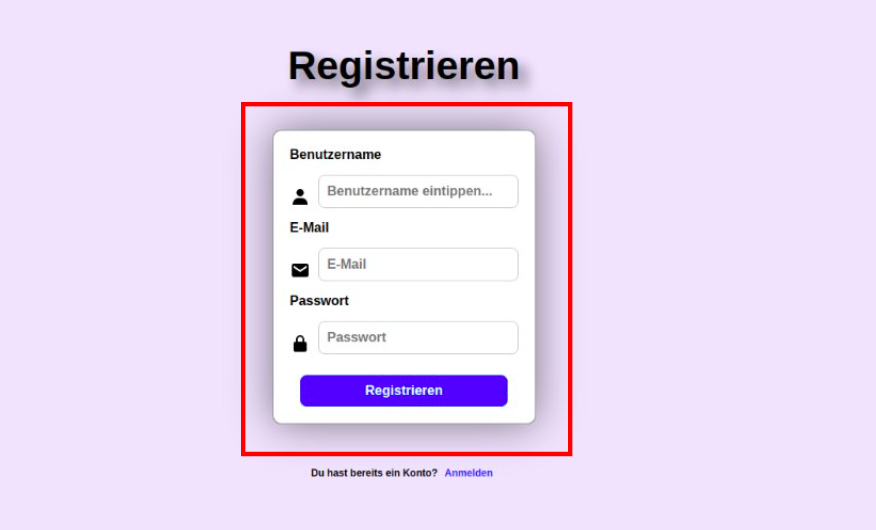 Registrieren
Benutzername
Benutzername eintippen...
E-Mail
E-Mail
Passwort
Passwort
Registrieren
Du hast bereits ein Konto? Anmelden